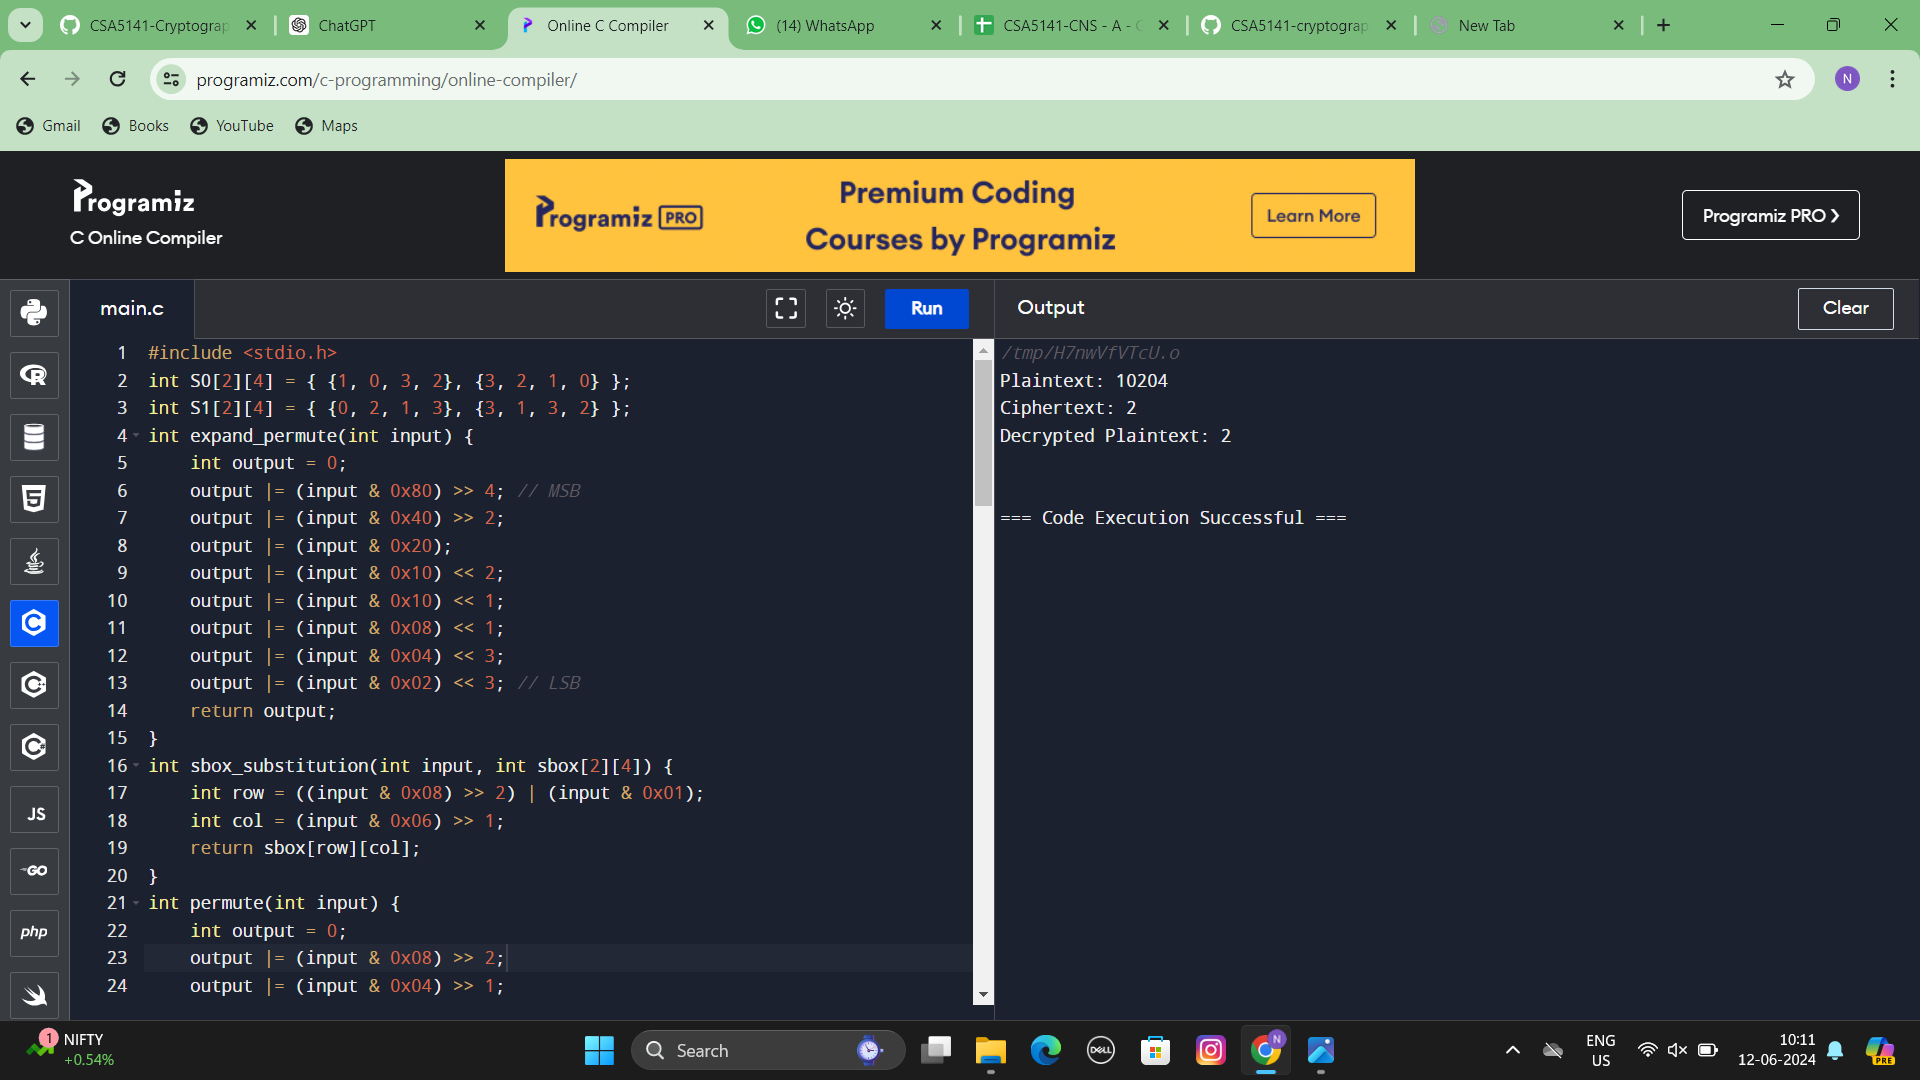 CSA5141-Cryptograp
ChatGPT
Online C Compiler
(14) WhatsApp
CSA5141-CNS - A - C
CSA5141-cryptograp
New Tab
programiz.com/c-programming/online-compiler/
N
Gmail
Books
YouTube
Maps
Programiz
C Online Compiler
Programiz PRO
Premium Coding
Courses by Programiz
Learn More
Programiz PRO ❯
main.c
Run
Output
Clear
1 #include <stdio.h>
2 int S0[2][4] = { {1, 0, 3, 2}, {3, 2, 1, 0} };
3 int S1[2][4] = { {0, 2, 1, 3}, {3, 1, 3, 2} };
4 int expand_permute(int input) {
5 int output = 0;
6 output |= (input & 0x80) >> 4; // MSB
7 output |= (input & 0x40) >> 2;
8 output |= (input & 0x20);
9 output |= (input & 0x10) << 2;
10 output |= (input & 0x10) << 1;
11 output |= (input & 0x08) << 1;
12 output |= (input & 0x04) << 3;
13 output |= (input & 0x02) << 3; // LSB
14 return output;
15 }
16 int sbox_substitution(int input, int sbox[2][4]) {
17 int row = ((input & 0x08) >> 2) | (input & 0x01);
18 int col = (input & 0x06) >> 1;
19 return sbox[row][col];
20 }
21 int permute(int input) {
22 int output = 0;
23 output |= (input & 0x08) >> 2;
24 output |= (input & 0x04) >> 1;
/tmp/H7nwVfVTcU.o
Plaintext: 10204
Ciphertext: 2
Decrypted Plaintext: 2
=== Code Execution Successful ===
JS
GO
php
1
NIFTY
+0.54%
Search
DELL
N
ENG
US
10:11
12-06-2024
PRE